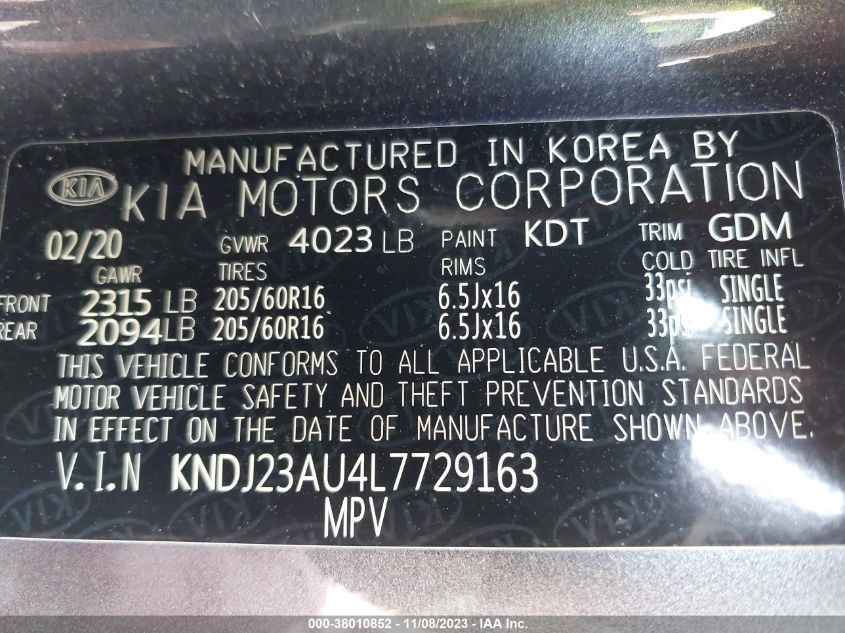 MANUFACTURED IN KOREA BY
KIA KIA MOTORS CORPORATION
02/20 GVWR 4023 LB PAINT KDT TRIM GDM
GAWR TIRES RIMS COLD TIRE INFL
FRONT 2315 LB 205/60R16 6.5Jx16 33psi SINGLE
REAR 2094 LB 205/60R16 6.5Jx16 33psi SINGLE
THIS VEHICLE CONFORMS TO ALL APPLICABLE U.S.A. FEDERAL
MOTOR VEHICLE SAFETY AND THEFT PREVENTION STANDARDS
IN EFFECT ON THE DATE OF MANUFACTURE SHOWN ABOVE.
V.I.N KNDJ23AU4L7729163
MPV
000-38010852 - 11/08/2023 - IAA Inc.